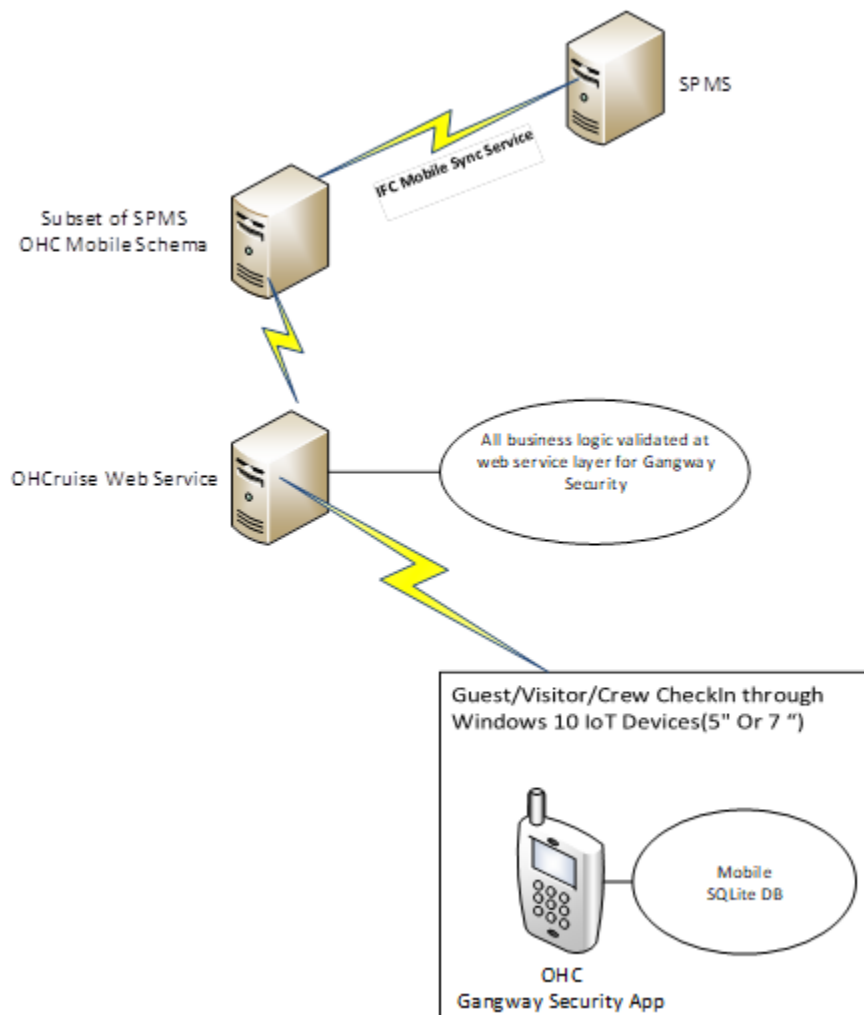 SPMS
IFC Mobile Sync Service
Subset of SPMS
OHC Mobile Schema
OHCruise Web Service
All business logic validated at
web service layer for Gangway
Security
Guest/Visitor/Crew CheckIn through
Windows 10 IoT Devices(5" Or 7 “)
Mobile
SQLite DB
OHC
Gangway Security App